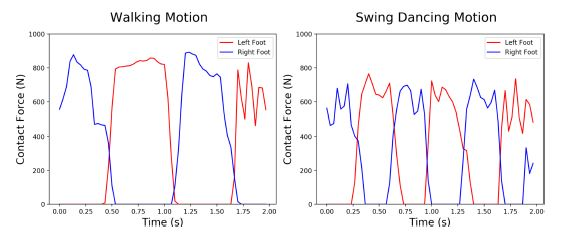 Walking Motion
1000
800
600
400
200
0
Contact Force (N)
0.00 0.25 0.50 0.75 1.00 1.25 1.50 1.75 2.00
Time (s)
Left Foot
Right Foot
Swing Dancing Motion
1000
800
600
400
200
0
Contact Force (N)
0.00 0.25 0.50 0.75 1.00 1.25 1.50 1.75 2.00
Time (s)
Left Foot
Right Foot